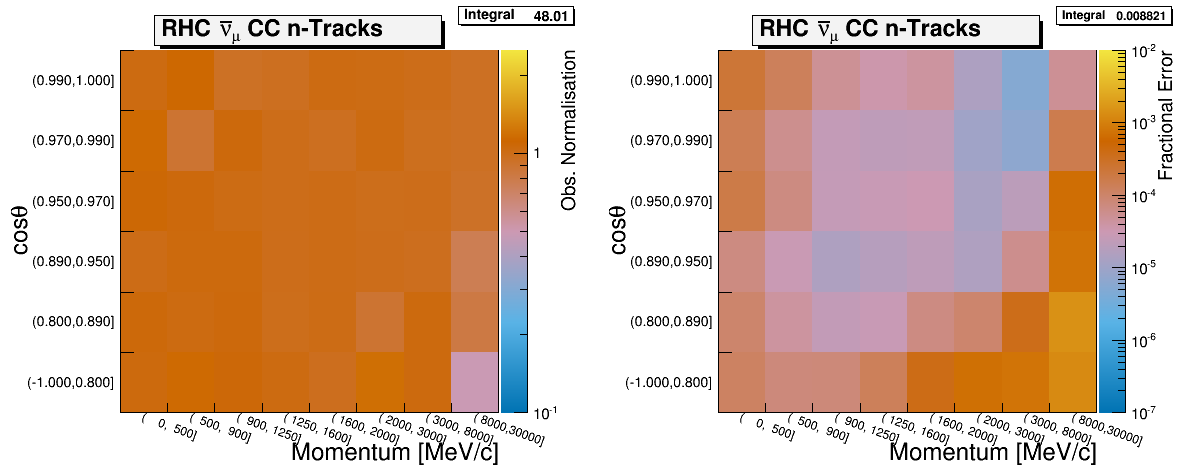 RHC ν̄μ CC n-Tracks
Integral 48.01
(0.990,1.000]
(0.970,0.990]
(0.950,0.970]
(0.890,0.950]
(0.800,0.890]
(-1.000,0.800]
cosθ
( 0, 500]
( 500, 900]
( 900, 1250]
(1250, 1600]
(1600, 2000]
( 2000, 3000]
( 3000, 8000]
( 8000,30000]
Momentum [MeV/c]
1
10⁻¹
Obs. Normalisation
RHC ν̄μ CC n-Tracks
Integral 0.008821
(0.990,1.000]
(0.970,0.990]
(0.950,0.970]
(0.890,0.950]
(0.800,0.890]
(-1.000,0.800]
cosθ
( 0, 500]
( 500, 900]
( 900, 1250]
(1250, 1600]
(1600, 2000]
( 2000, 3000]
( 3000, 8000]
( 8000,30000]
Momentum [MeV/c]
10⁻²
10⁻³
10⁻⁴
10⁻⁵
10⁻⁶
10⁻⁷
Fractional Error